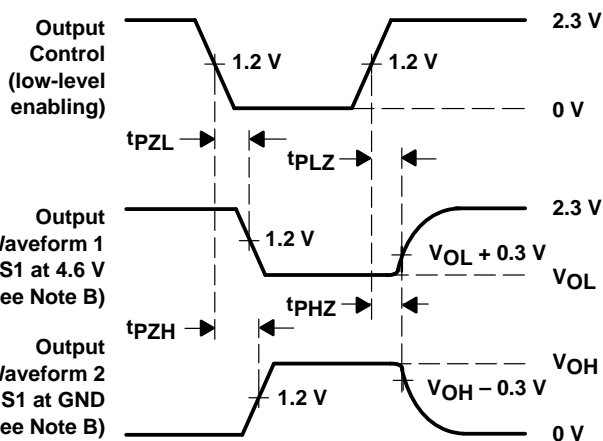 Output
Control
(low-level
enabling)
2.3 V
1.2 V
1.2 V
0 V
tPZL
tPLZ
Output
Waveform 1
S1 at 4.6 V
(see Note B)
2.3 V
1.2 V
VOL + 0.3 V
VOL
tPZH
tPHZ
Output
Waveform 2
S1 at GND
(see Note B)
VOH
VOH – 0.3 V
1.2 V
0 V